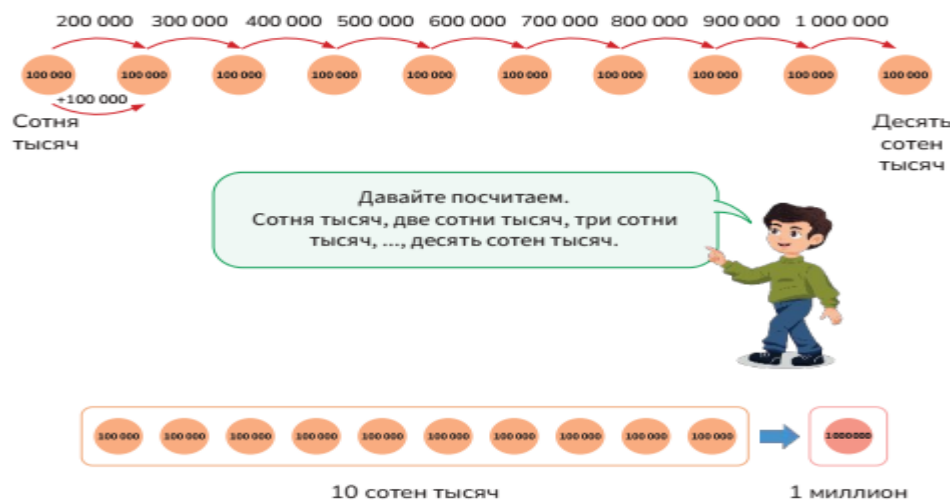 200 000 300 000 400 000 500 000 600 000 700 000 800 000 900 000 1 000 000
100 000 100 000 100 000 100 000 100 000 100 000 100 000 100 000 100 000 100 000
+100 000
Сотня
тысяч
Десять
сотен
тысяч
Давайте посчитаем.
Сотня тысяч, две сотни тысяч, три сотни
тысяч, ..., десять сотен тысяч.
100 000 100 000 100 000 100 000 100 000 100 000 100 000 100 000 100 000 100 000 1 000 000
10 сотен тысяч 1 миллион